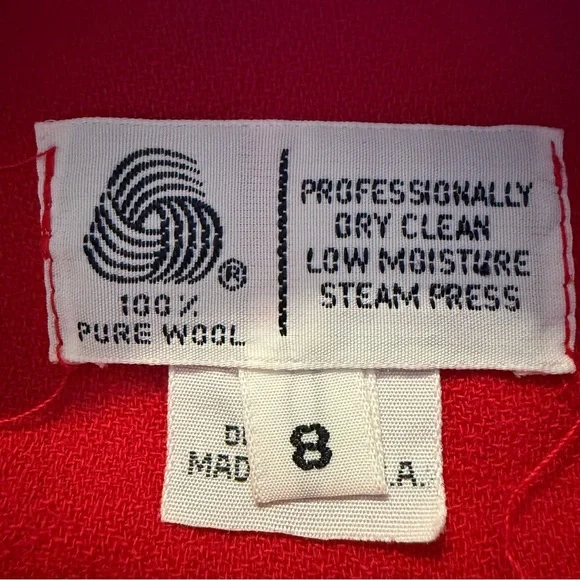 ®
100%
PURE WOOL
PROFESSIONALLY
DRY CLEAN
LOW MOISTURE
STEAM PRESS
8